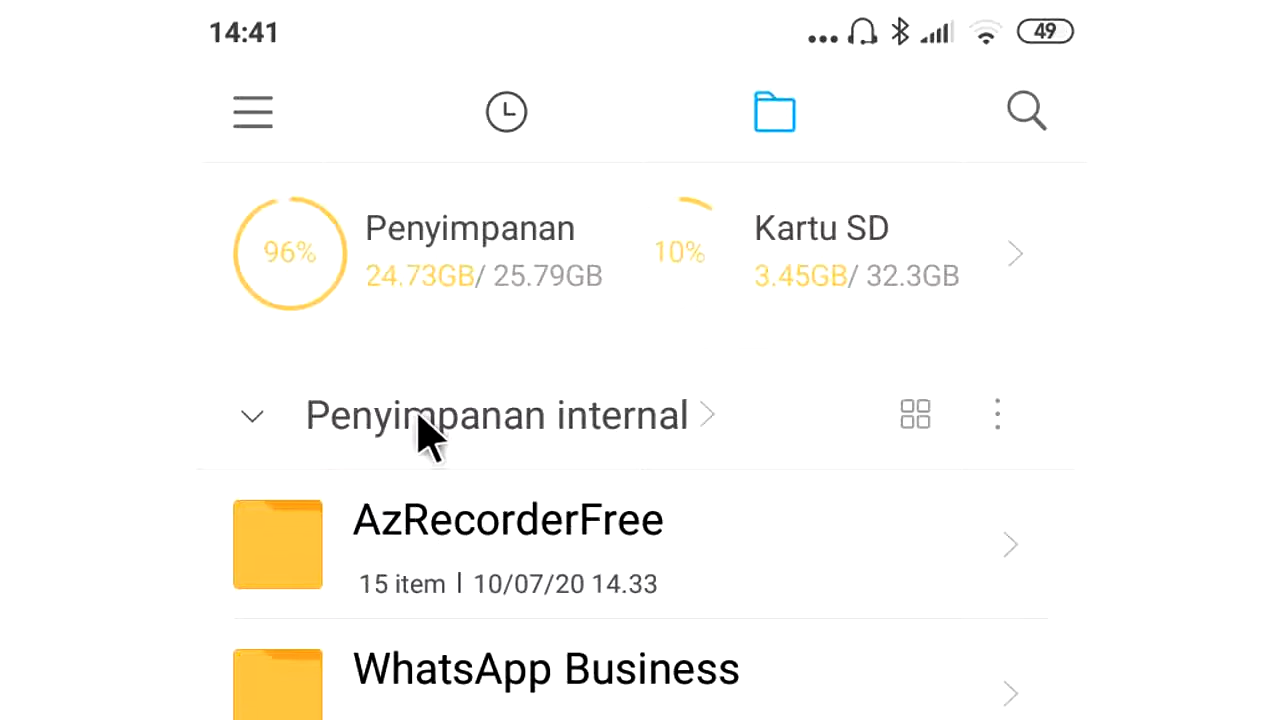 14:41
49
96%
Penyimpanan
24.73GB/ 25.79GB
10%
Kartu SD
3.45GB/ 32.3GB
Penyimpanan internal
AzRecorderFree
15 item | 10/07/20 14.33
WhatsApp Business